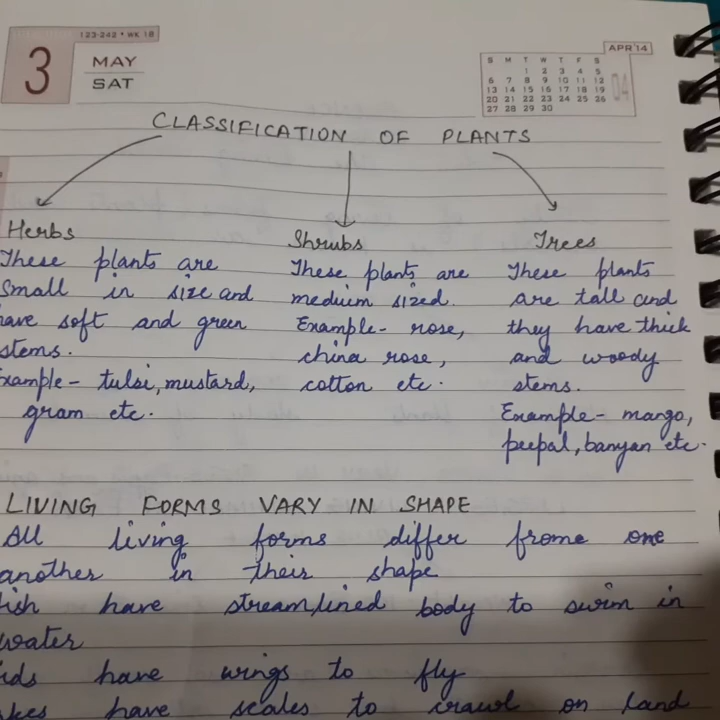 123-242 • WK 18
3
MAY
SAT
APR'14
S M T W T F S
1 2 3 4 5
6 7 8 9 10 11 12
13 14 15 16 17 18 19
20 21 22 23 24 25 26
27 28 29 30
04
CLASSIFICATION OF PLANTS
Herbs
These plants are
small in size and
have soft and green
stems.
Example- tulsi, mustard,
gram etc.
Shrubs
These plants are
medium sized.
Example- rose,
china rose,
cotton etc.
Trees
These plants
are tall and
they have thick
and woody
stems.
Example- mango,
peepal, banyan etc.
LIVING FORMS VARY IN SHAPE
All living forms differ frome one
another in their shape
fish have streamlined body to swim in
water
have wings to fly
have scales to crawl on land